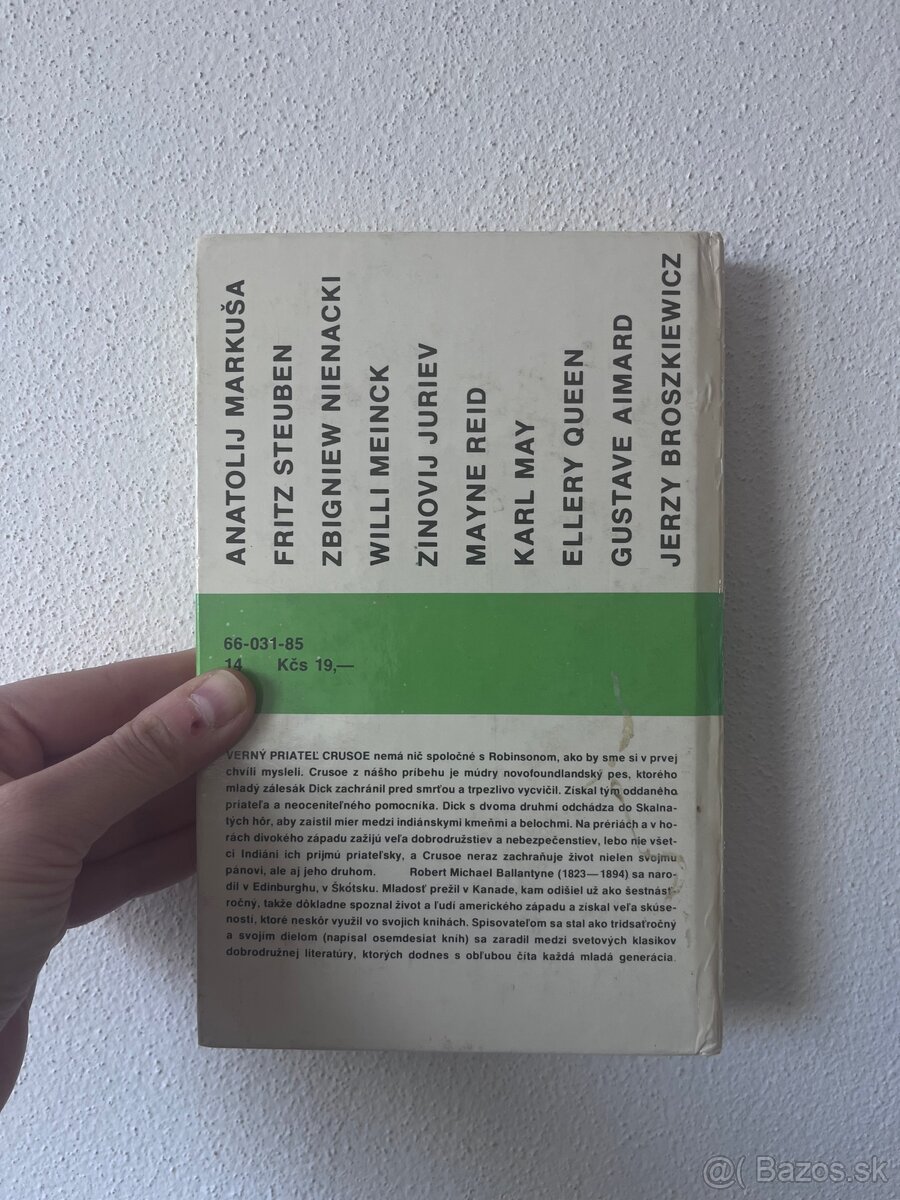 ANATOLIJ MARKUŠA
FRITZ STEUBEN
ZBIGNIEW NIENACKI
WILLI MEINCK
ZINOVIJ JURIEV
MAYNE REID
KARL MAY
ELLERY QUEEN
GUSTAVE AIMARD
JERZY BROSZKIEWICZ
66-031-85
14 Kčs 19,—
VERNÝ PRIATEĽ CRUSOE nemá nič spoločné s Robinsonom, ako by sme si v prvej
chvíli mysleli. Crusoe z nášho príbehu je múdry novofoundlandský pes, ktorého
mladý zálesák Dick zachránil pred smrťou a trpezlivo vycvičil. Získal tým oddaného
priateľa a neoceniteľného pomocníka. Dick s dvoma druhmi odchádza do Skalna-
tých hôr, aby zaistil mier medzi indiánskymi kmeňmi a belochmi. Na prériách a v ho-
rách divokého západu zažijú veľa dobrodružstiev a nebezpečenstiev, lebo nie všet-
ci Indiáni ich prijmú priateľsky, a Crusoe neraz zachraňuje život nielen svojmu
pánovi, ale aj jeho druhom. Robert Michael Ballantyne (1823—1894) sa naro-
dil v Edinburghu, v Škótsku. Mladosť prežil v Kanade, kam odišiel už ako šestnásť-
ročný, takže dôkladne spoznal život a ľudí amerického západu a získal veľa skúse-
ností, ktoré neskôr využil vo svojich knihách. Spisovateľom sa stal ako tridsaťročný
a svojím dielom (napísal osemdesiat kníh) sa zaradil medzi svetových klasikov
dobrodružnej literatúry, ktorých dodnes s obľubou číta každá mladá generácia.
@( Bazos.sk